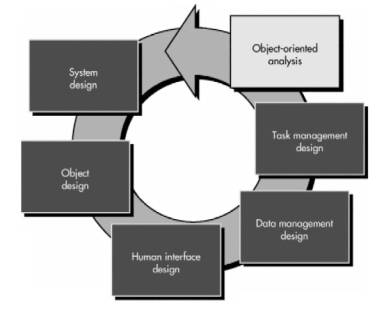 Object-oriented
analysis
System
design
Task management
design
Object
design
Data management
design
Human interface
design